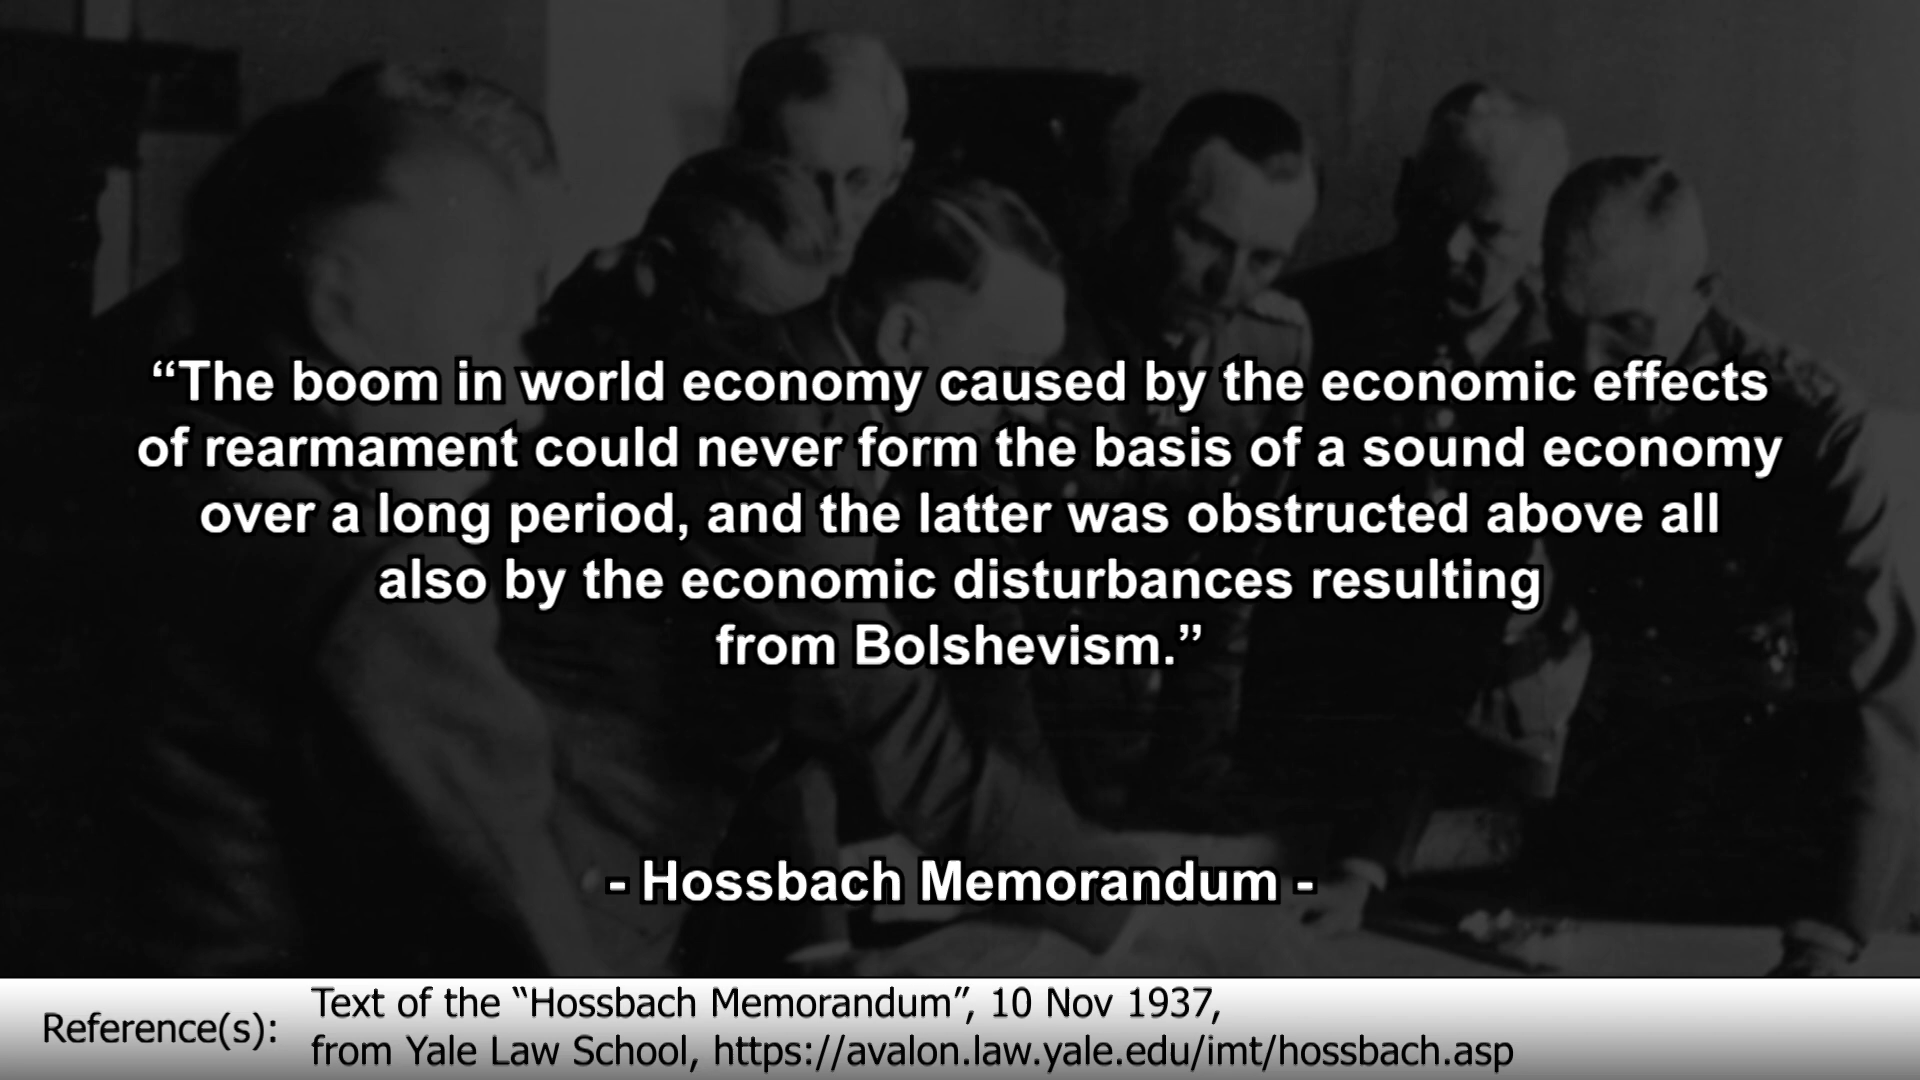 “The boom in world economy caused by the economic effects
of rearmament could never form the basis of a sound economy
over a long period, and the latter was obstructed above all
also by the economic disturbances resulting
from Bolshevism.”
- Hossbach Memorandum -
Reference(s):
Text of the “Hossbach Memorandum”, 10 Nov 1937,
from Yale Law School, https://avalon.law.yale.edu/imt/hossbach.asp